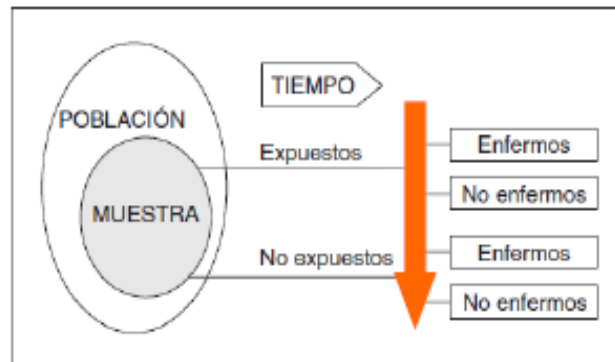 TIEMPO
POBLACIÓN
Expuestos
Enfermos
No enfermos
MUESTRA
No expuestos
Enfermos
No enfermos